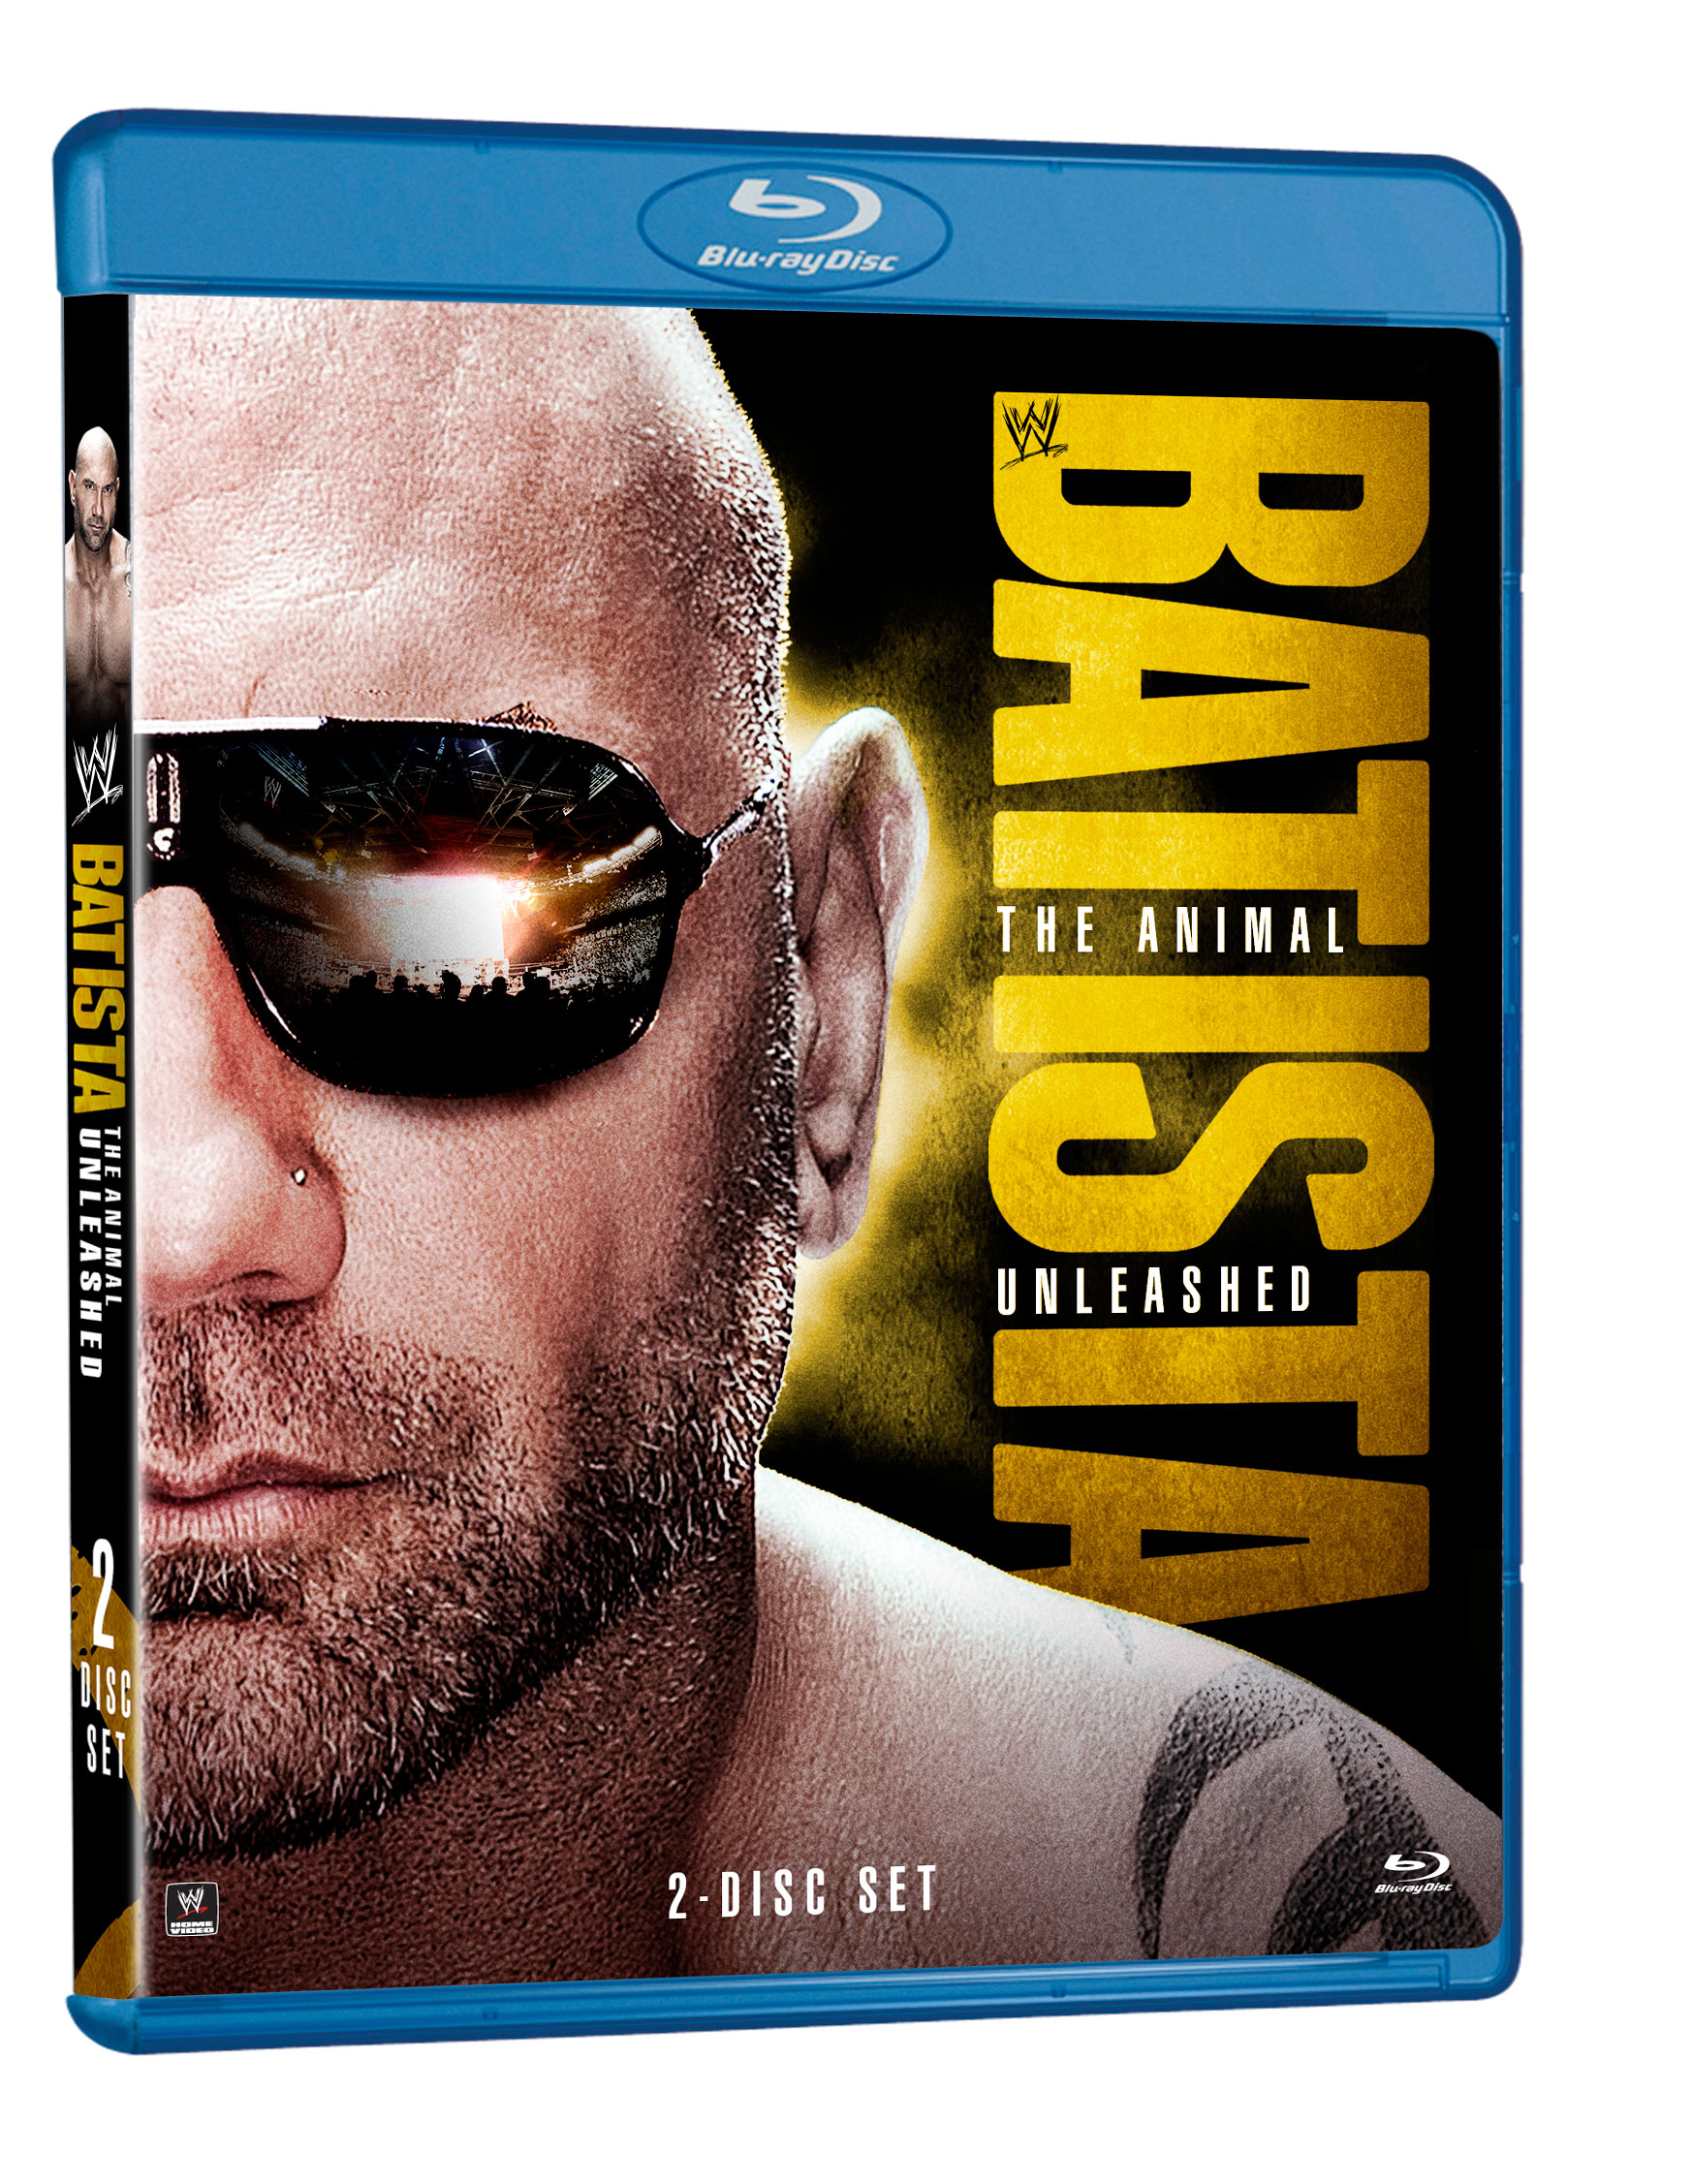 Blu-ray Disc
W
BATISTA
THE ANIMAL
UNLEASHED
2-DISC SET
Blu-ray Disc
W
HOME
VIDEO
W
BATISTA
THE ANIMAL
UNLEASHED
2
DISC
SET